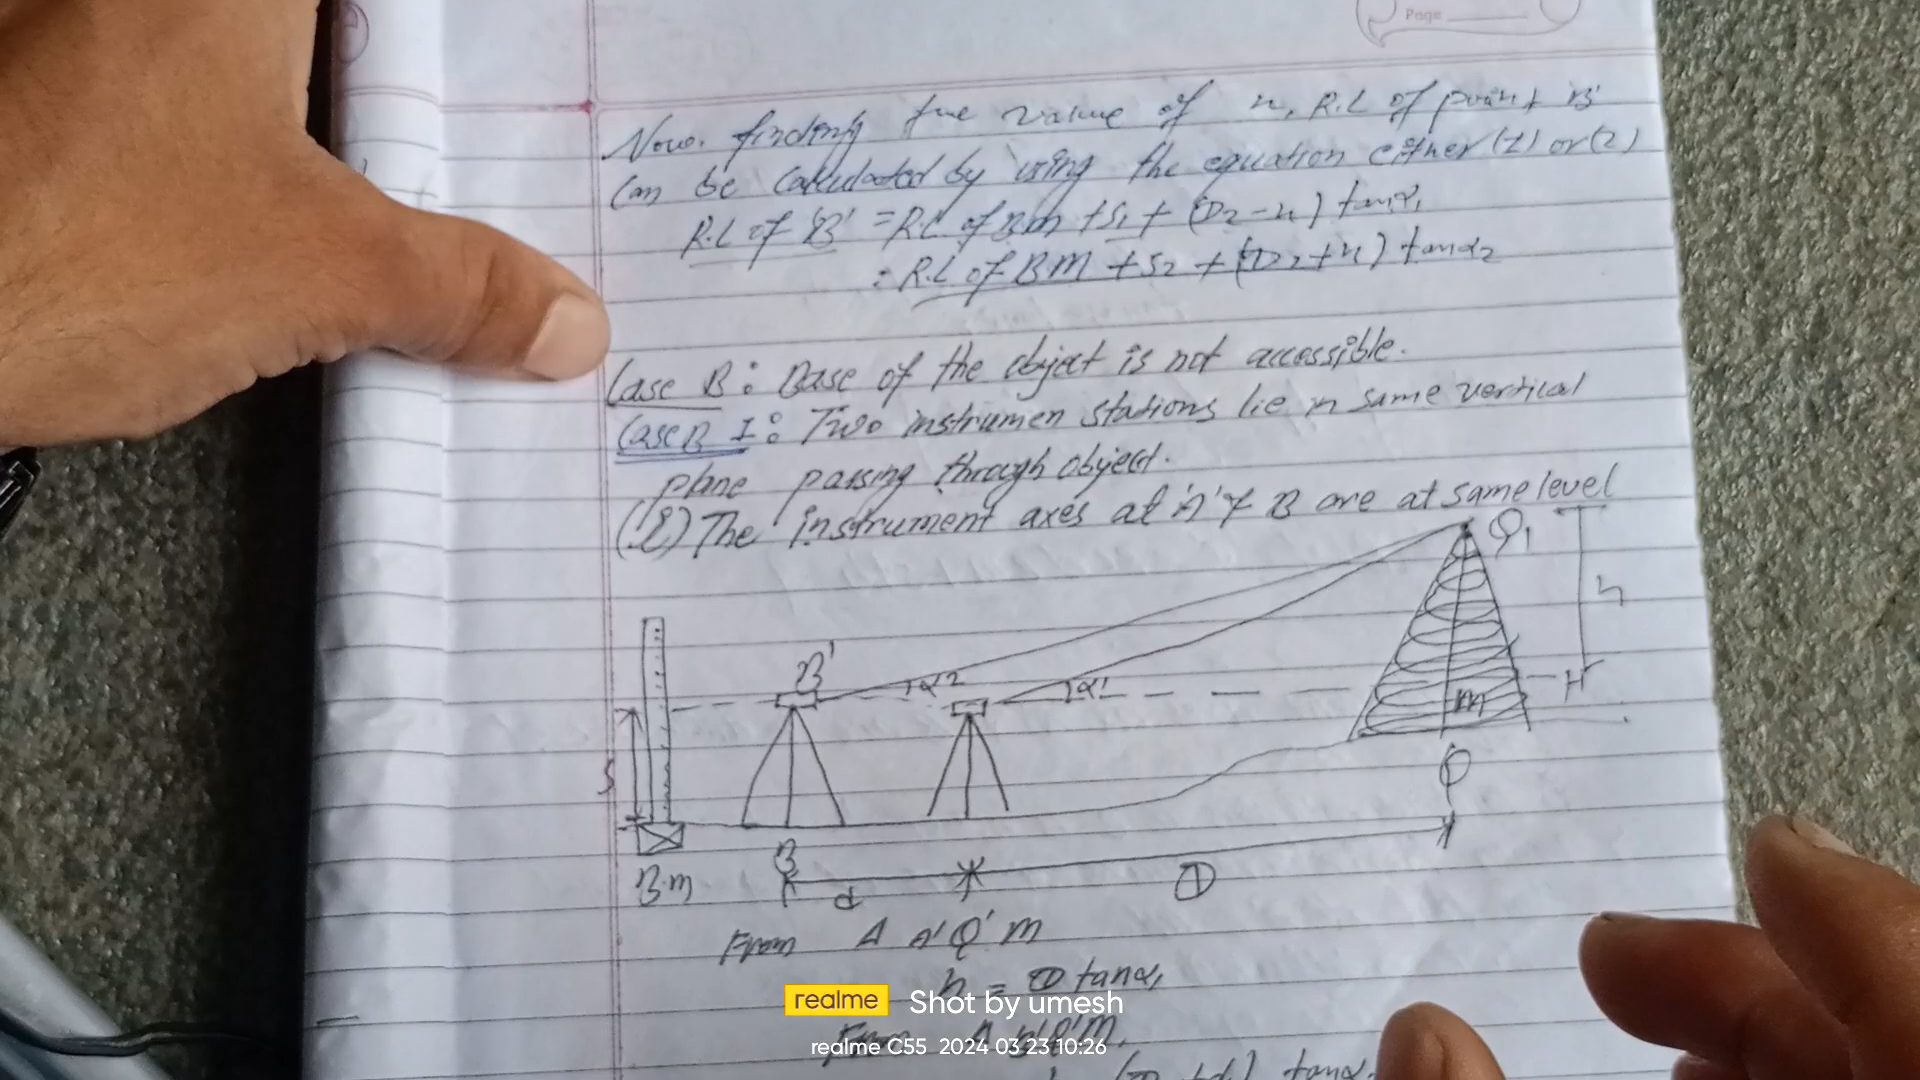 Page
Now. finding the value of x, R.L of point B'
Can be Calculated by using the equation either (1) or (2)
R.L of 'B' = R.L of BM + S1 + (D2-x) tanα1
= R.L of BM + S2 + (D2+x) tanα2
Case B: Base of the object is not accessible.
Case B I: Two instrumen stations lie in same vertical
plane passing through object.
(i) The instrument axes at 'A' & B are at same level
Q1
h
B'
α2
α1
H
M
S
Q
B.M
B
d
D
From Δ A'Q'M
h = D tanα1
realme Shot by umesh
From Δ B'Q'M,
realme C55 2024 03 23 10:26
(D + d) tanα